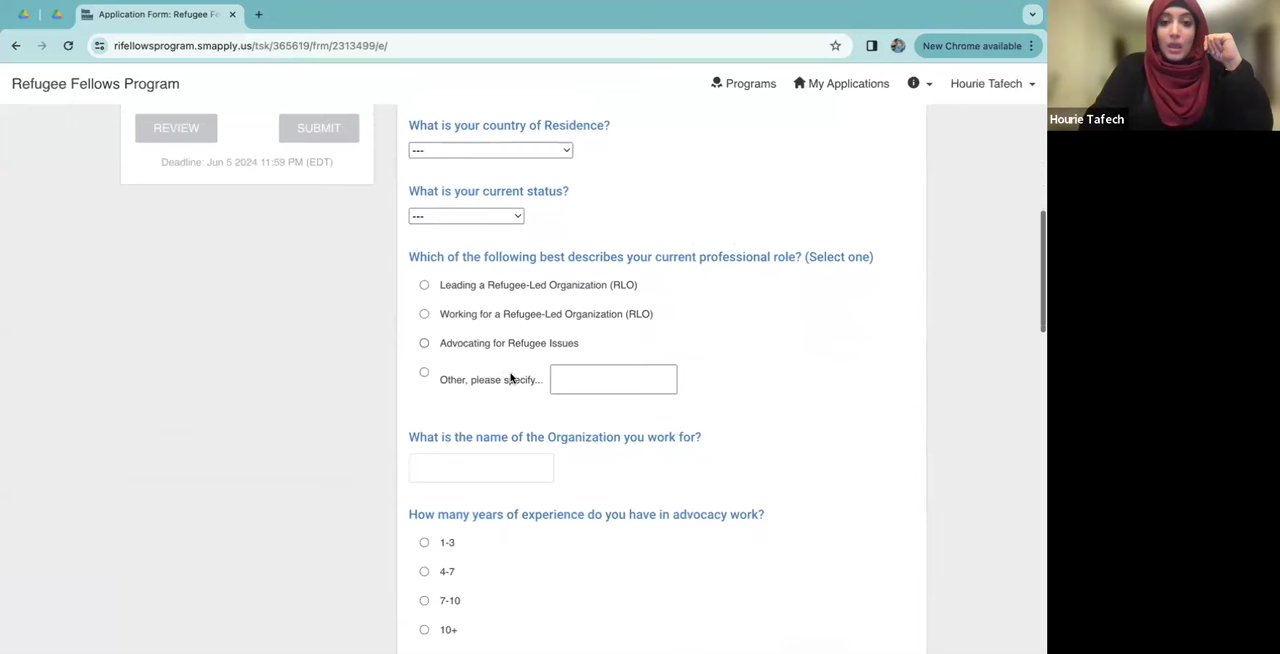 Application Form: Refugee Fe
rifellowsprogram.smapply.us/tsk/365619/frm/2313499/e/
New Chrome available
Refugee Fellows Program
Programs
My Applications
Hourie Tafech
Hourie Tafech
REVIEW
SUBMIT
Deadline: Jun 5 2024 11:59 PM (EDT)
What is your country of Residence?
---
What is your current status?
---
Which of the following best describes your current professional role? (Select one)
Leading a Refugee-Led Organization (RLO)
Working for a Refugee-Led Organization (RLO)
Advocating for Refugee Issues
Other, please specify...
What is the name of the Organization you work for?
How many years of experience do you have in advocacy work?
1-3
4-7
7-10
10+